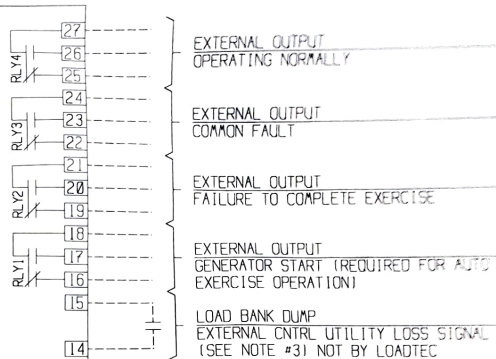 27
26
25
RLY4
EXTERNAL OUTPUT
OPERATING NORMALLY
24
23
22
RLY3
EXTERNAL OUTPUT
COMMON FAULT
21
20
19
RLY2
EXTERNAL OUTPUT
FAILURE TO COMPLETE EXERCISE
18
17
16
RLY1
EXTERNAL OUTPUT
GENERATOR START (REQUIRED FOR AUTO
EXERCISE OPERATION)
15
14
LOAD BANK DUMP
EXTERNAL CNTRL UTILITY LOSS SIGNAL
(SEE NOTE #3) NOT BY LOADTEC